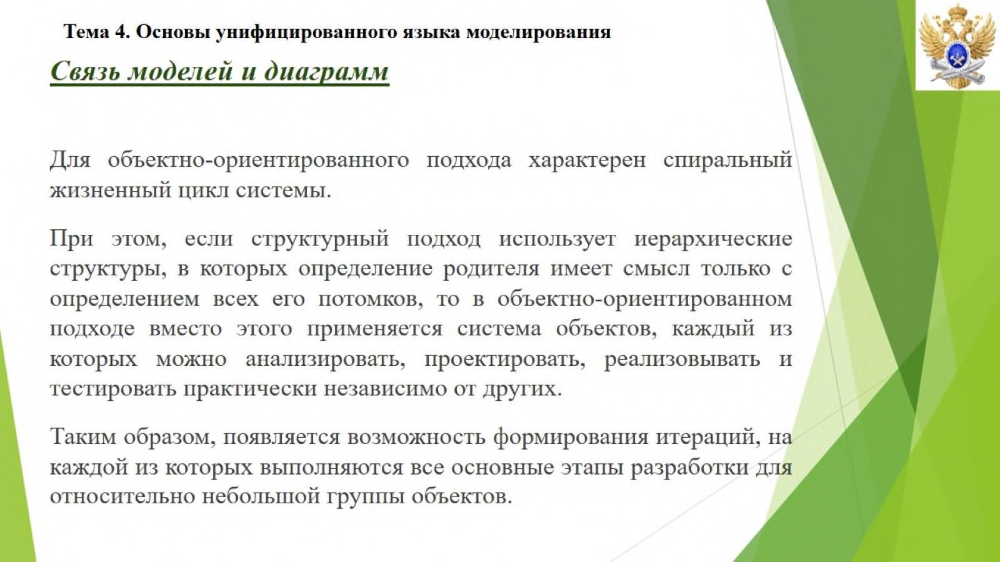 Тема 4. Основы унифицированного языка моделирования
Связь моделей и диаграмм
Для объектно-ориентированного подхода характерен спиральный
жизненный цикл системы.
При этом, если структурный подход использует иерархические
структуры, в которых определение родителя имеет смысл только с
определением всех его потомков, то в объектно-ориентированном
подходе вместо этого применяется система объектов, каждый из
которых можно анализировать, проектировать, реализовывать и
тестировать практически независимо от других.
Таким образом, появляется возможность формирования итераций, на
каждой из которых выполняются все основные этапы разработки для
относительно небольшой группы объектов.